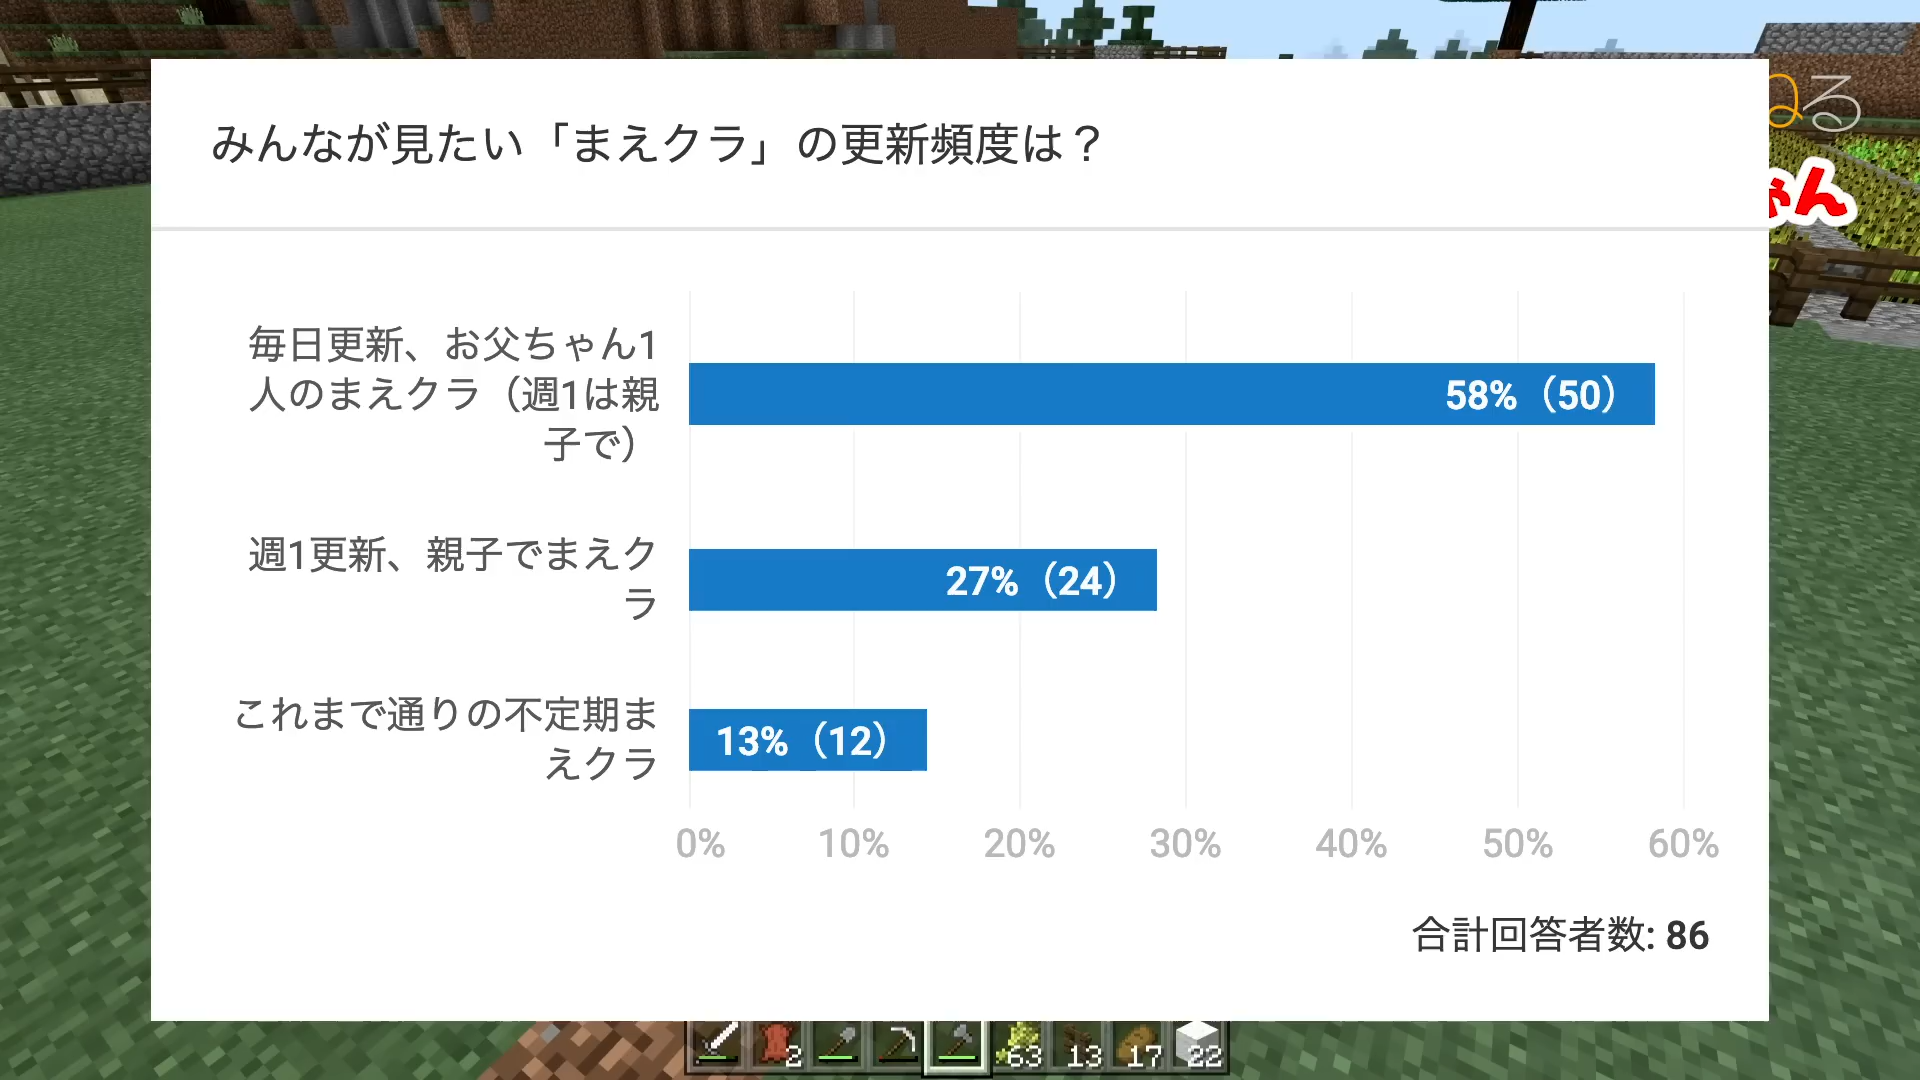 みんなが見たい「まえクラ」の更新頻度は？
る
ゃん
毎日更新、お父ちゃん1
人のまえクラ（週1は親
子で）
58%（50）
週1更新、親子でまえク
ラ
27%（24）
これまで通りの不定期ま
えクラ
13%（12）
0% 10% 20% 30% 40% 50% 60%
合計回答者数: 86
2 63 13 17 22